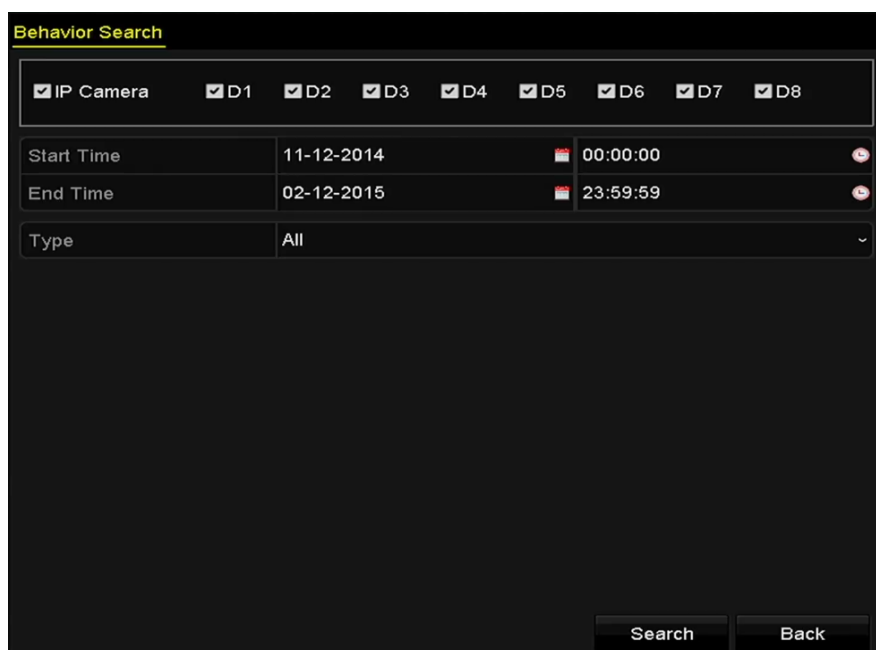 Behavior Search
IP Camera D1 D2 D3 D4 D5 D6 D7 D8
Start Time 11-12-2014 00:00:00
End Time 02-12-2015 23:59:59
Type All
Search Back